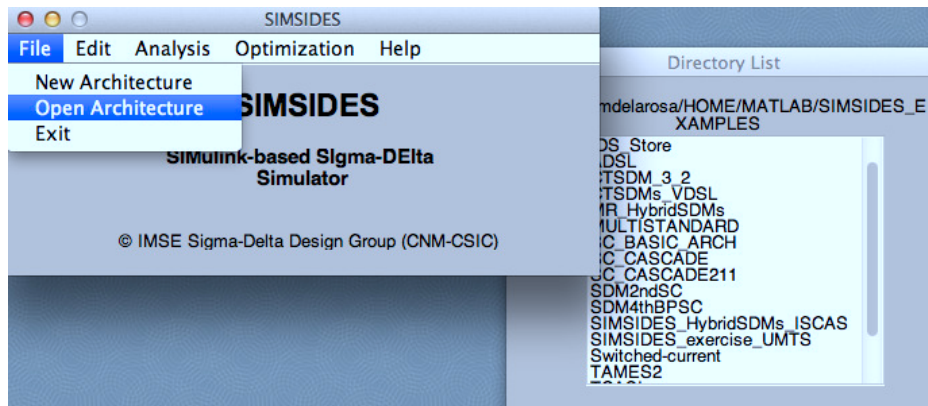 SIMSIDES
File Edit Analysis Optimization Help
New Architecture
Open Architecture
Exit
SIMSIDES
SIMulink-based SIgma-DElta
Simulator
© IMSE Sigma-Delta Design Group (CNM-CSIC)
Directory List
mdelarosa/HOME/MATLAB/SIMSIDES_E
XAMPLES
DS_Store
ADSL
CTSDM_3_2
CTSDMs_VDSL
MR_HybridSDMs
MULTISTANDARD
SC_BASIC_ARCH
SC_CASCADE
SC_CASCADE211
SDM2ndSC
SDM4thBPSC
SIMSIDES_HybridSDMs_ISCAS
SIMSIDES_exercise_UMTS
Switched-current
TAMES2